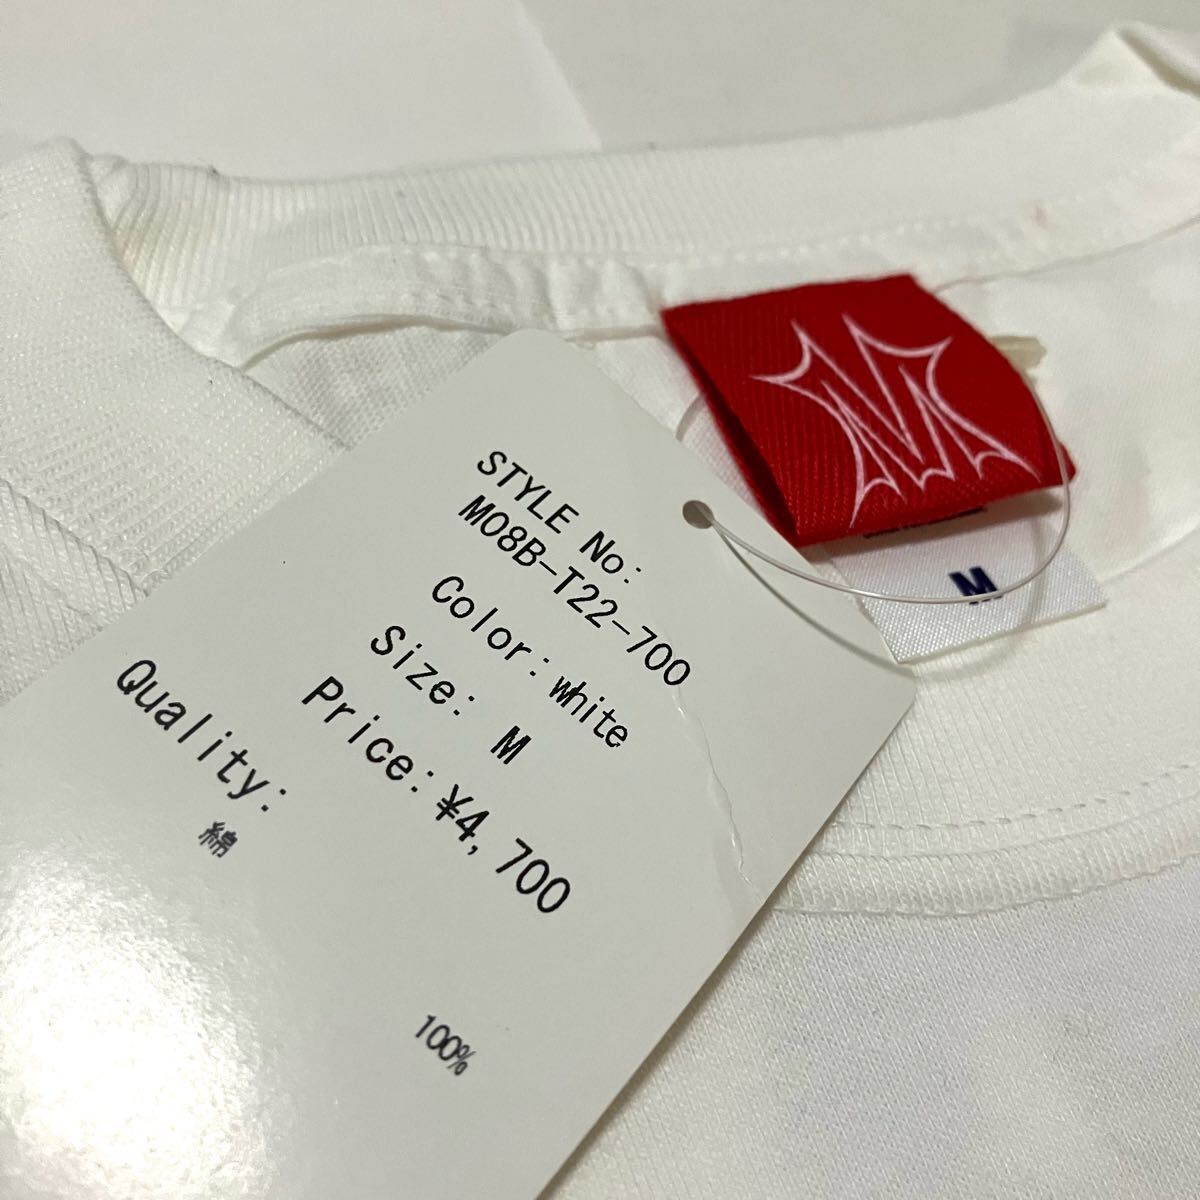 STYLE No:
M08B-T22-700
Color: white
Size: M
Price: ¥4,700
Quality:
綿
100%
M